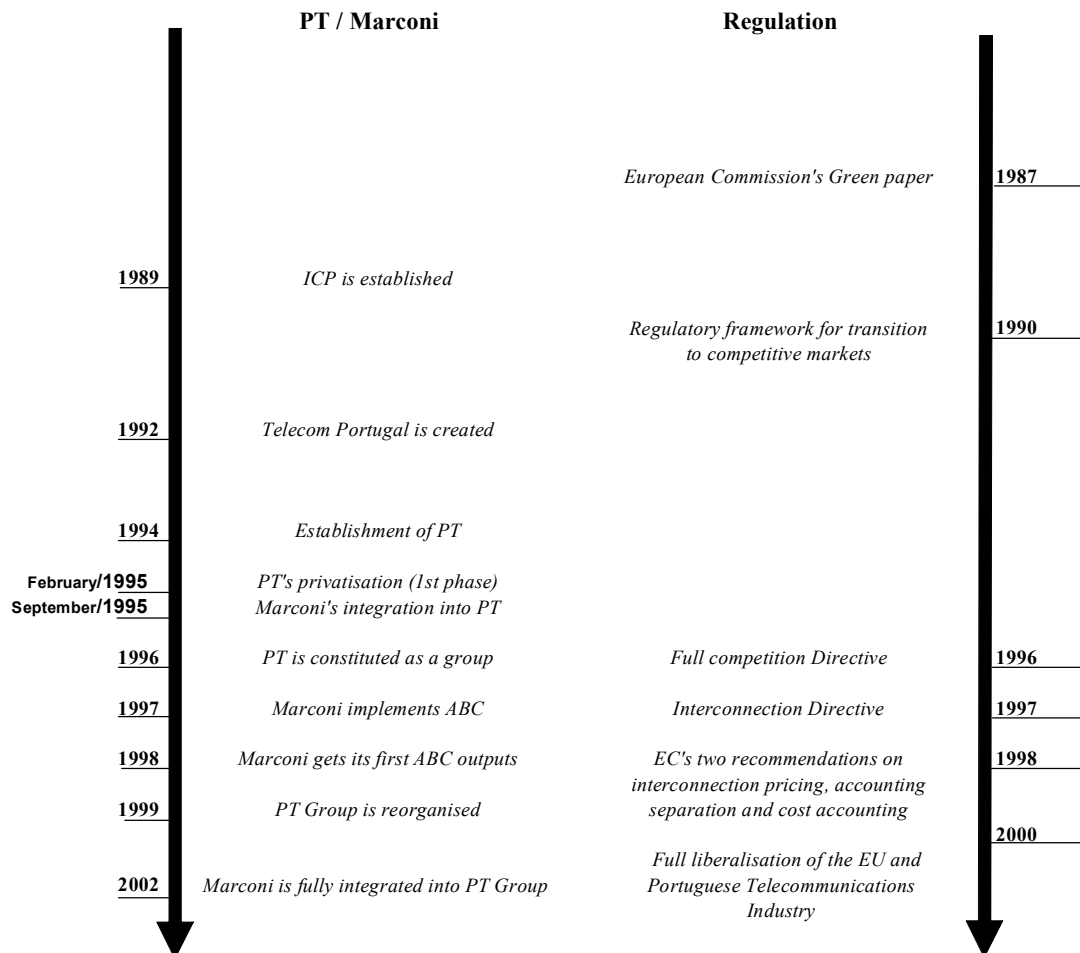 PT / Marconi
Regulation
European Commission's Green paper
1987
1989
ICP is established
Regulatory framework for transition
to competitive markets
1990
1992
Telecom Portugal is created
1994
Establishment of PT
February/1995
PT's privatisation (1st phase)
September/1995
Marconi's integration into PT
1996
PT is constituted as a group
Full competition Directive
1996
1997
Marconi implements ABC
Interconnection Directive
1997
1998
Marconi gets its first ABC outputs
EC's two recommendations on
interconnection pricing, accounting
separation and cost accounting
1998
1999
PT Group is reorganised
2000
Full liberalisation of the EU and
Portuguese Telecommunications
Industry
2002
Marconi is fully integrated into PT Group